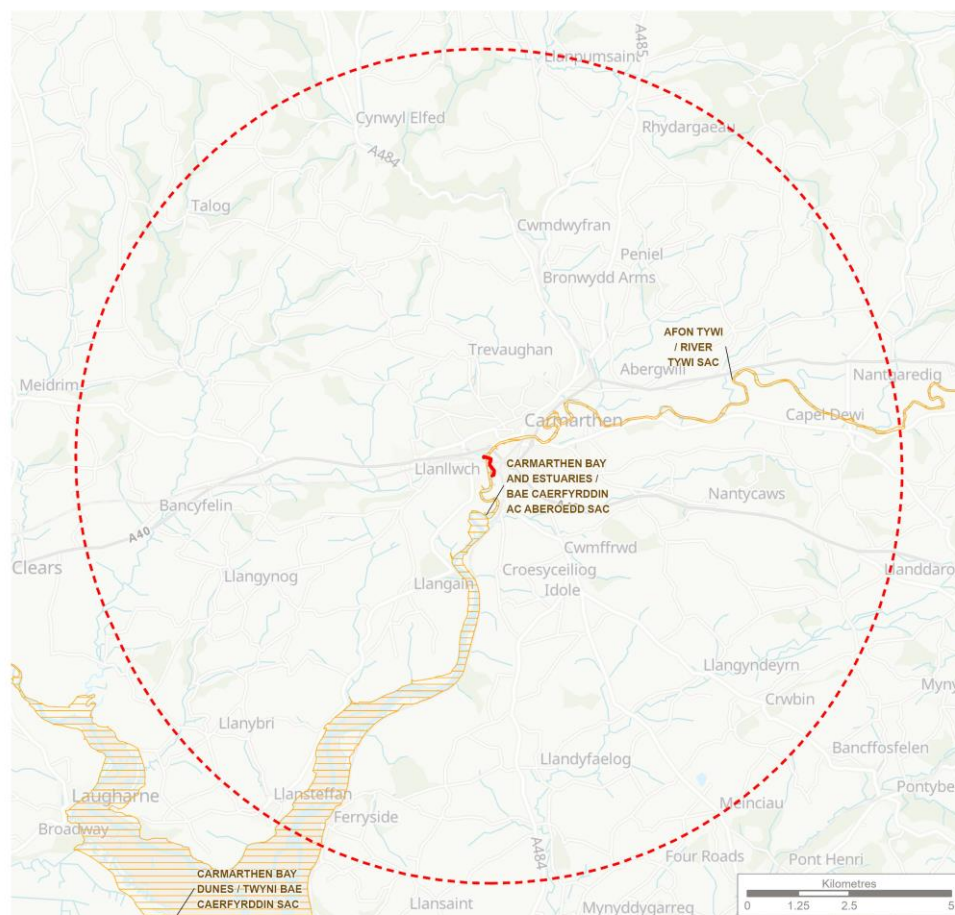 A485
Llanpumsaint
Cynwyl Elfed
Rhydargaeau
A484
Talog
Cwmdwyfran
Peniel
Bronwydd Arms
AFON TYWI
/ RIVER
TYWI SAC
Trevaughan
Abergwili
Nantgaredig
Meidrim
Carmarthen
Capel Dewi
Llanllwch
CARMARTHEN BAY
AND ESTUARIES /
BAE CAERFYRDDIN
AC ABEROEDD SAC
Nantycaws
Bancyfelin
A40
Cwmffrwd
Clears
Llangynog
Croesyceiliog
Llanddaro
Llangain
Idole
Llangyndeyrn
Crwbin
Llanybri
Bancffosfelen
Llandyfaelog
Laugharne
Llansteffan
Meinciau
Pontybe
Broadway
Ferryside
A484
Four Roads
Pont Henri
CARMARTHEN BAY
DUNES / TWYNI BAE
CAERFYRDDIN SAC
Llansaint
Mynyddygarreg
Kilometres
0 1.25 2.5 5